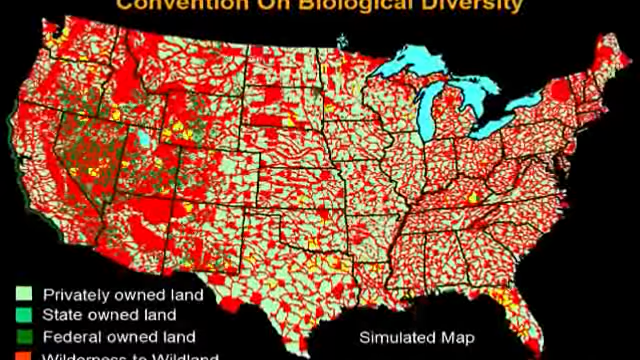 Convention On Biological Diversity
Privately owned land
State owned land
Federal owned land
Simulated Map
Wilderness to Wildland